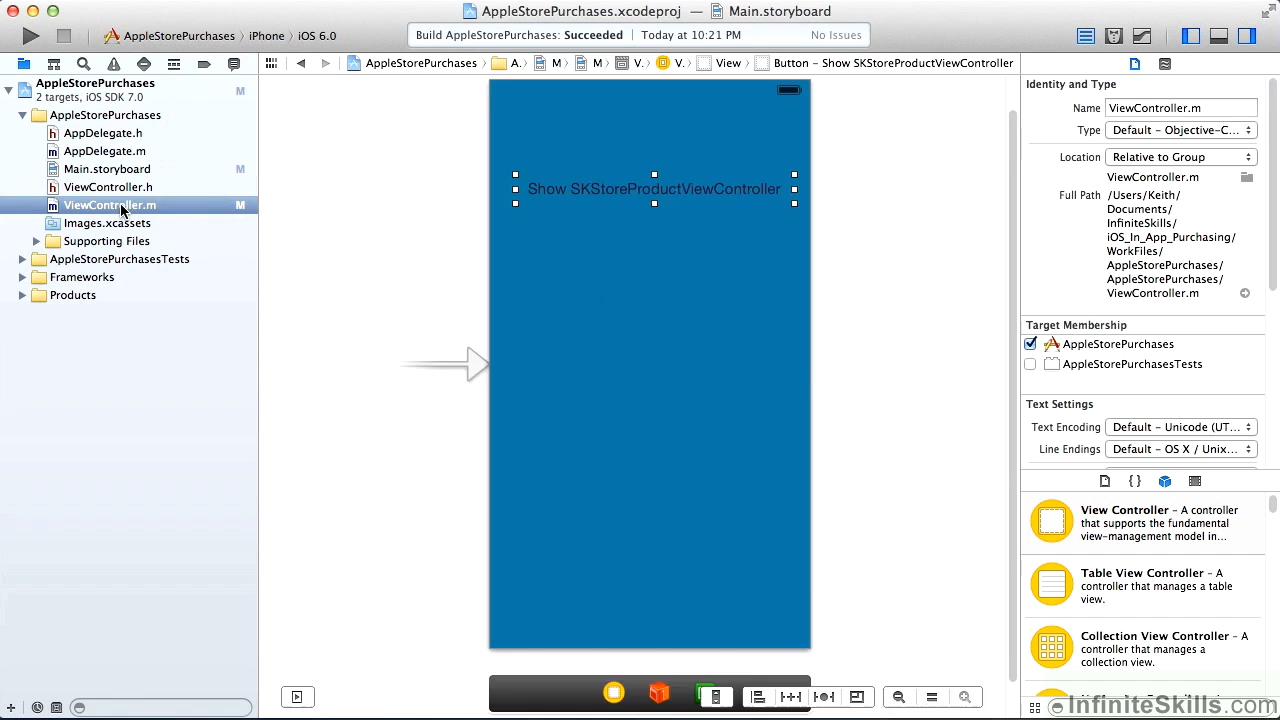 AppleStorePurchases.xcodeproj — Main.storyboard
AppleStorePurchases iPhone iOS 6.0
Build AppleStorePurchases: Succeeded Today at 10:21 PM No Issues
AppleStorePurchases A. M M V. V. View Button – Show SKStoreProductViewController
AppleStorePurchases M
2 targets, iOS SDK 7.0
AppleStorePurchases
h AppDelegate.h
m AppDelegate.m
Main.storyboard M
h ViewController.h
m ViewController.m M
Images.xcassets
Supporting Files
AppleStorePurchasesTests
Frameworks
Products
Show SKStoreProductViewController
Identity and Type
Name ViewController.m
Type Default – Objective-C...
Location Relative to Group
ViewController.m
Full Path /Users/Keith/
Documents/
InfiniteSkills/
iOS_In_App_Purchasing/
WorkFiles/
AppleStorePurchases/
AppleStorePurchases/
ViewController.m
Target Membership
AppleStorePurchases
AppleStorePurchasesTests
Text Settings
Text Encoding Default – Unicode (UT...
Line Endings Default – OS X / Unix...
View Controller – A controller
that supports the fundamental
view-management model in...
Table View Controller – A
controller that manages a table
view.
Collection View Controller – A
controller that manages a
collection view.
InfiniteSkills.com